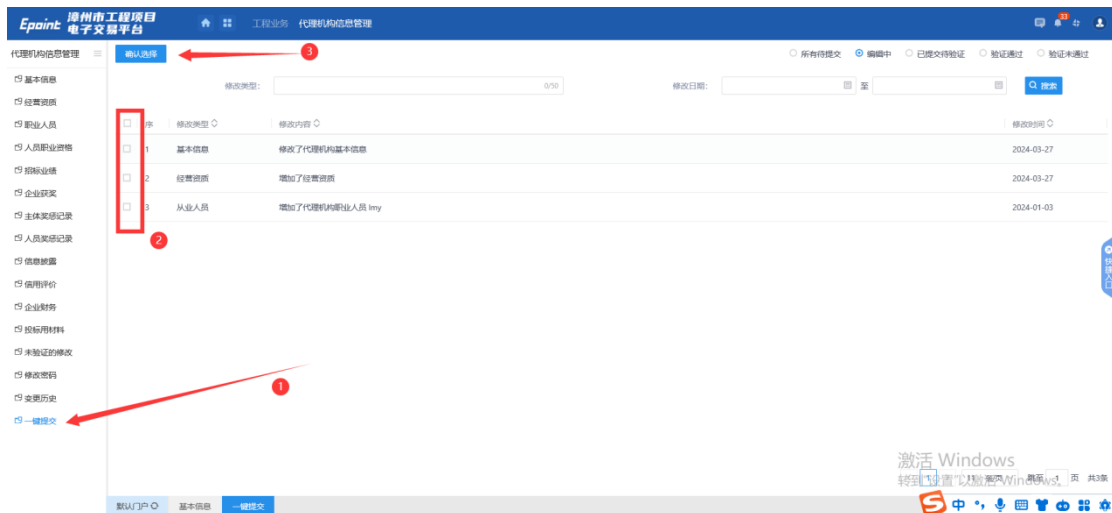 Epoint 漳州市工程项目
电子交易平台
工程业务 代理机构信息管理
33
代理机构信息管理
确认选择
3
所有待提交 编辑中 已提交待验证 验证通过 验证未通过
基本信息
修改类型: 0/50 修改日期: 至 搜索
经营资质
职业人员
序 修改类型 修改内容 修改时间
人员职业资格
1 基本信息 修改了代理机构基本信息 2024-03-27
招标业绩
2 经营资质 增加了经营资质 2024-03-27
企业获奖
3 从业人员 增加了代理机构职业人员 lmy 2024-01-03
主体奖惩记录
人员奖惩记录
2
信息披露
快捷入口
信用评价
企业财务
投标用材料
未验证的修改
修改密码
1
变更历史
一键提交
激活 Windows
转到"设置"以激活 Windows。
1 跳至 1 页 共3条
默认门户 基本信息 一键提交
中